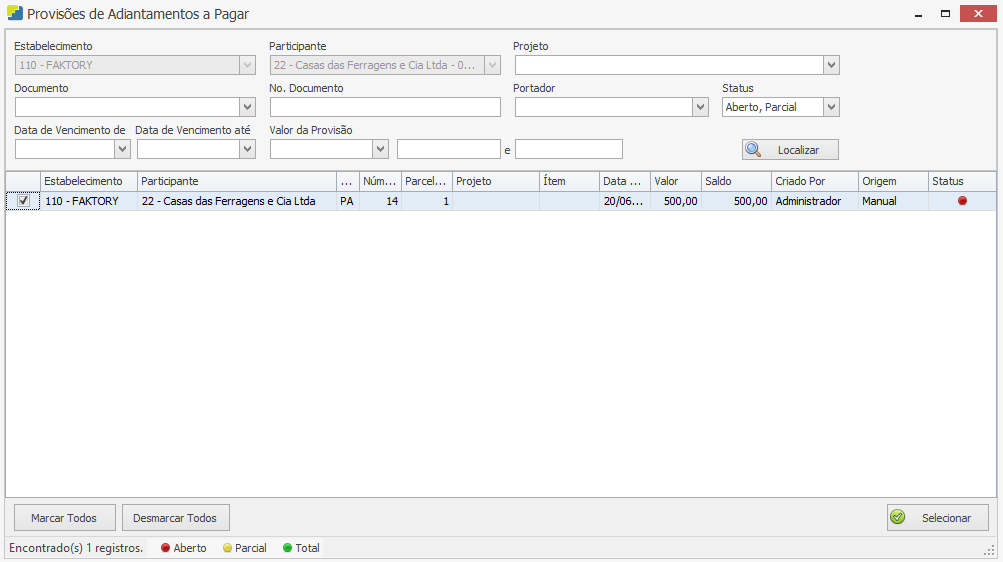 Provisões de Adiantamentos a Pagar
Estabelecimento Participante Projeto
110 - FAKTORY 22 - Casas das Ferragens e Cia Ltda - 0...
Documento No. Documento Portador Status
Aberto, Parcial
Data de Vencimento de Data de Vencimento até Valor da Provisão
e Localizar
Estabelecimento Participante ... Núm... Parcel... Projeto Ítem Data ... Valor Saldo Criado Por Origem Status
110 - FAKTORY 22 - Casas das Ferragens e Cia Ltda PA 14 1 20/06... 500,00 500,00 Administrador Manual
Marcar Todos Desmarcar Todos Selecionar
Encontrado(s) 1 registros. Aberto Parcial Total